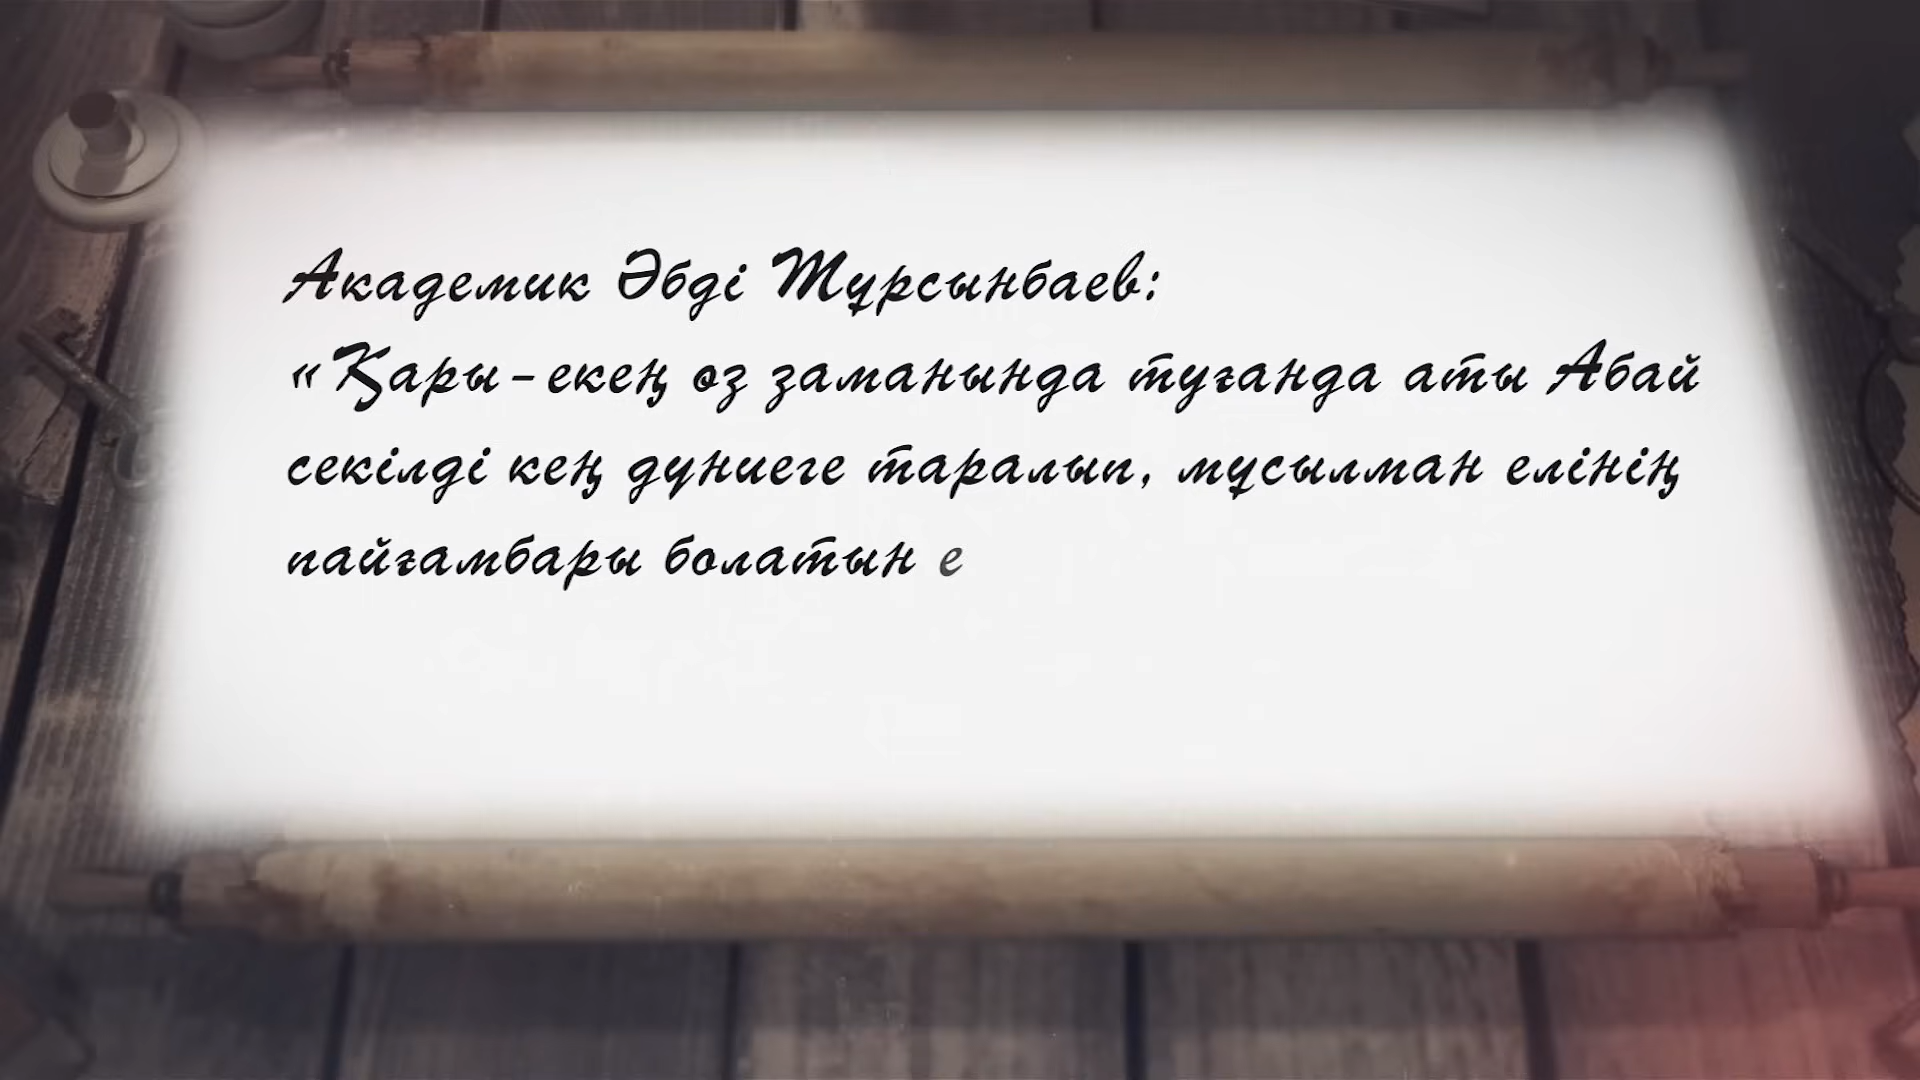 Академик Әбді Тұрсынбаев:
«Қары-екең өз заманында туғанда аты Абай
секілді кең дүниеге таралып, мұсылман елінің
пайғамбары болатын е